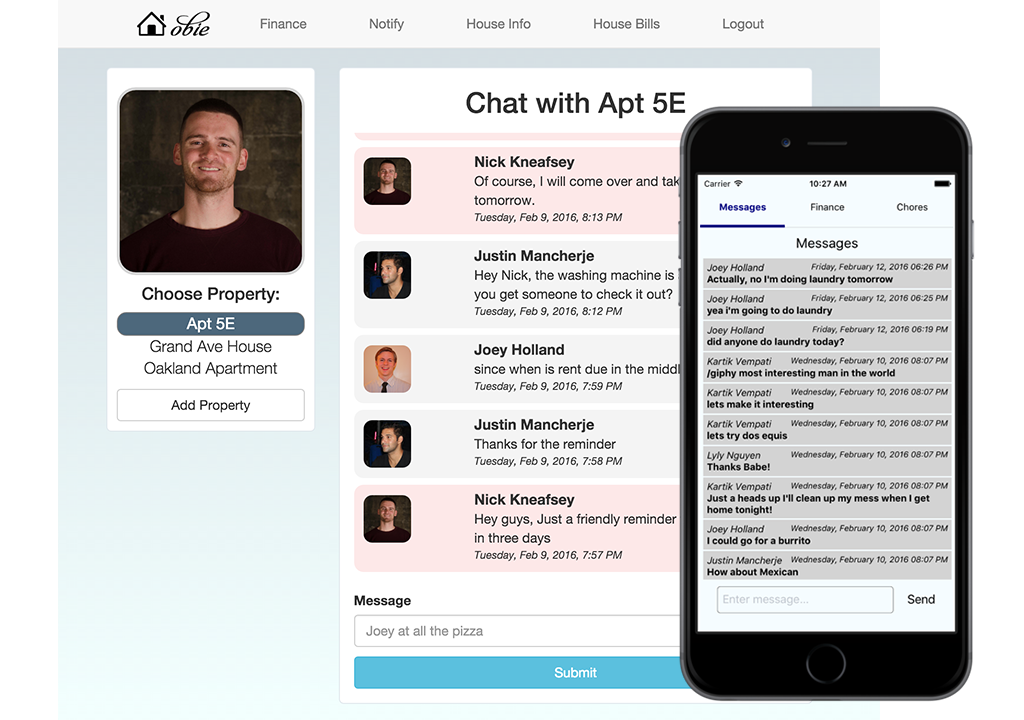 obie
Finance
Notify
House Info
House Bills
Logout
Choose Property:
Apt 5E
Grand Ave House
Oakland Apartment
Add Property
Chat with Apt 5E
Nick Kneafsey
Of course, I will come over and tak
tomorrow.
Tuesday, Feb 9, 2016, 8:13 PM
Justin Mancherje
Hey Nick, the washing machine is
you get someone to check it out?
Tuesday, Feb 9, 2016, 8:12 PM
Joey Holland
since when is rent due in the middl
Tuesday, Feb 9, 2016, 7:59 PM
Justin Mancherje
Thanks for the reminder
Tuesday, Feb 9, 2016, 7:58 PM
Nick Kneafsey
Hey guys, Just a friendly reminder
in three days
Tuesday, Feb 9, 2016, 7:57 PM
Message
Joey at all the pizza
Submit
Carrier 10:27 AM
Messages Finance Chores
Messages
Joey Holland Friday, February 12, 2016 06:26 PM
Actually, no I'm doing laundry tomorrow
Joey Holland Friday, February 12, 2016 06:25 PM
yea i'm going to do laundry
Joey Holland Friday, February 12, 2016 06:19 PM
did anyone do laundry today?
Kartik Vempati Wednesday, February 10, 2016 08:07 PM
/giphy most interesting man in the world
Kartik Vempati Wednesday, February 10, 2016 08:07 PM
lets make it interesting
Kartik Vempati Wednesday, February 10, 2016 08:07 PM
lets try dos equis
Lyly Nguyen Wednesday, February 10, 2016 08:07 PM
Thanks Babe!
Kartik Vempati Wednesday, February 10, 2016 08:07 PM
Just a heads up I'll clean up my mess when I get
home tonight!
Joey Holland Wednesday, February 10, 2016 08:07 PM
I could go for a burrito
Justin Mancherje Wednesday, February 10, 2016 08:07 PM
How about Mexican
Enter message... Send